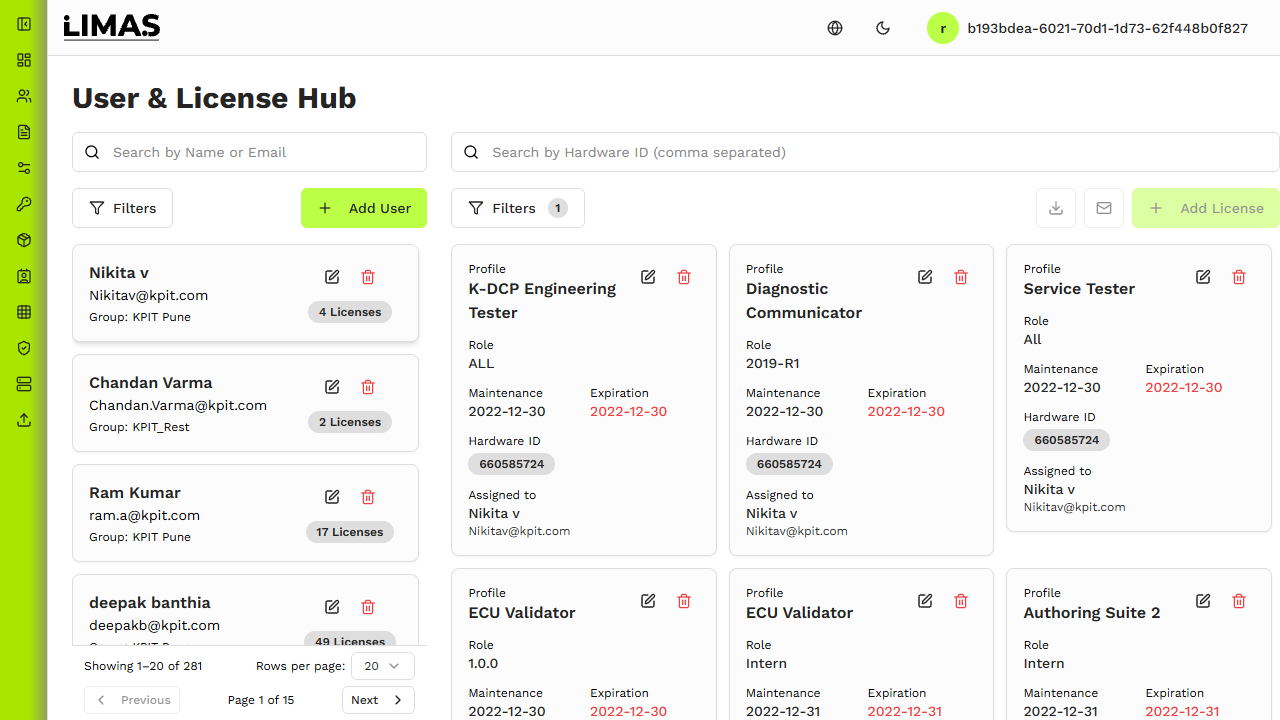 LIMAS
r
b193bdea-6021-70d1-1d73-62f448b0f827
User & License Hub
Search by Name or Email
Search by Hardware ID (comma separated)
Filters
Add User
Filters 1
Add License
Nikita v
Nikitav@kpit.com
Group: KPIT Pune
4 Licenses
Chandan Varma
Chandan.Varma@kpit.com
Group: KPIT_Rest
2 Licenses
Ram Kumar
ram.a@kpit.com
Group: KPIT Pune
17 Licenses
deepak banthia
deepakb@kpit.com
49 Licenses
Showing 1–20 of 281
Rows per page: 20
Previous
Page 1 of 15
Next
Profile
K-DCP Engineering
Tester
Role
ALL
Maintenance Expiration
2022-12-30 2022-12-30
Hardware ID
660585724
Assigned to
Nikita v
Nikitav@kpit.com
Profile
Diagnostic
Communicator
Role
2019-R1
Maintenance Expiration
2022-12-30 2022-12-30
Hardware ID
660585724
Assigned to
Nikita v
Nikitav@kpit.com
Profile
Service Tester
Role
All
Maintenance Expiration
2022-12-30 2022-12-30
Hardware ID
660585724
Assigned to
Nikita v
Nikitav@kpit.com
Profile
ECU Validator
Role
1.0.0
Maintenance Expiration
2022-12-30 2022-12-30
Profile
ECU Validator
Role
Intern
Maintenance Expiration
2022-12-31 2022-12-31
Profile
Authoring Suite 2
Role
Intern
Maintenance Expiration
2022-12-31 2022-12-31